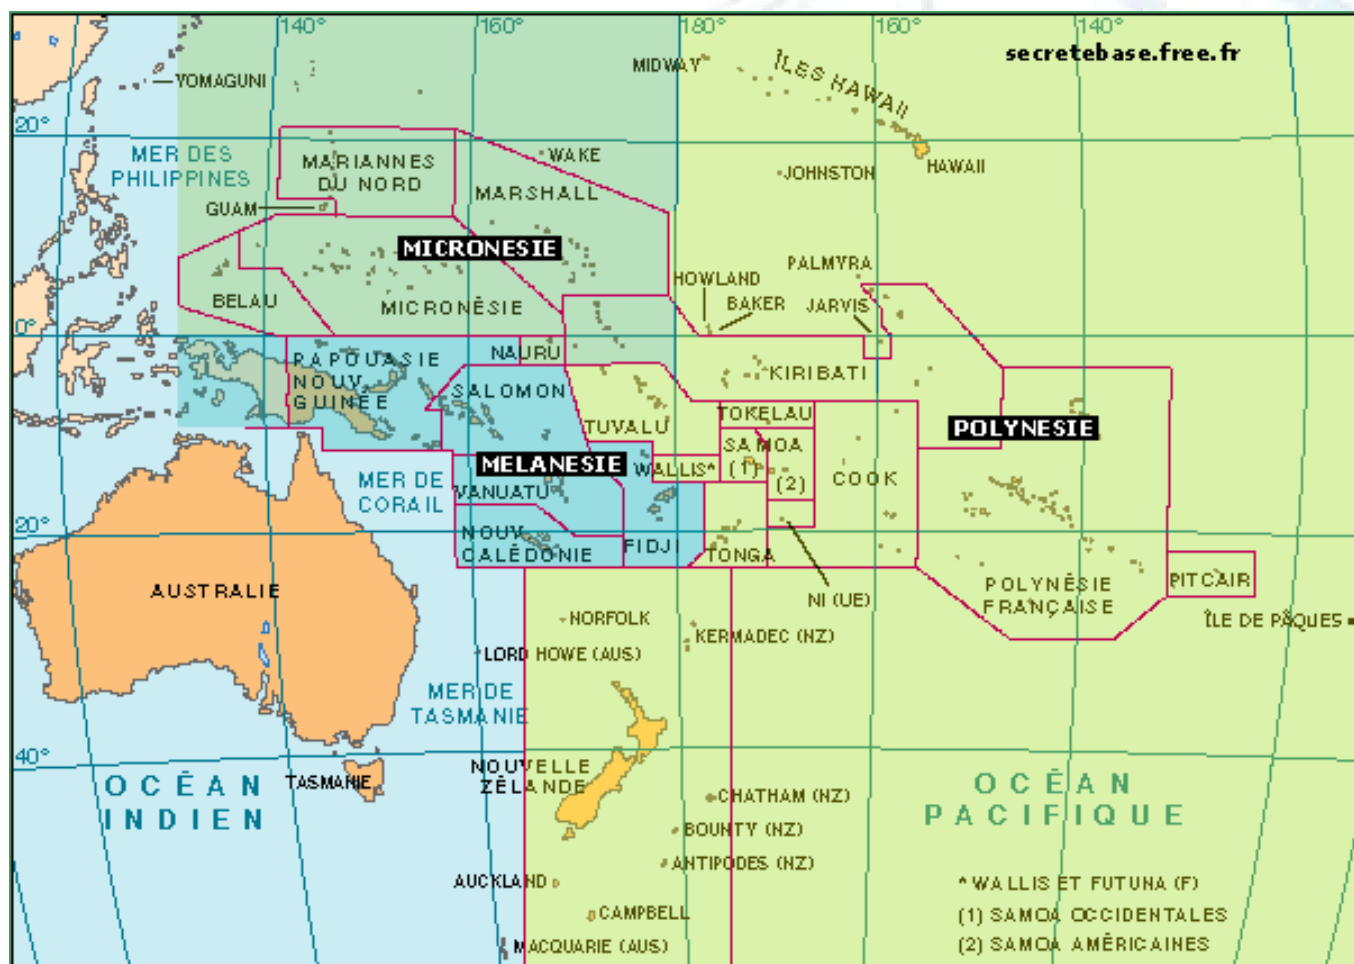 140°
160°
180°
160°
140°
secretebase.free.fr
MIDWAY
ÎLES HAWAII
YOMAGUNI
20°
MER DES
PHILIPPINES
MARIANNES
DU NORD
WAKE
HAWAII
JOHNSTON
MARSHALL
GUAM
MICRONESIE
PALMYRA
HOWLAND
BAKER
JARVIS
BELAU
MICRONÉSIE
0°
NAURU
RAPOUASIE
NOUV.
GUINÉE
SALOMON
KIRIBATI
TUVALU
TOKELAU
POLYNESIE
SAMOA
(1)
(2)
MELANESIE
WALLIS*
COOK
MER DE
CORAIL
VANUATU
20°
NOUV.
CALÉDONIE
FIDJI
TONGA
AUSTRALIE
NI (UE)
POLYNÉSIE
FRANÇAISE
PITCAIR
ÎLE DE PÂQUES
NORFOLK
KERMADEC (NZ)
LORD HOWE (AUS)
MER DE
TASMANIE
40°
NOUVELLE
ZÉLANDE
TASMANIE
OCÉAN
INDIEN
OCÉAN
PACIFIQUE
CHATHAM (NZ)
BOUNTY (NZ)
ANTIPODES (NZ)
AUCKLAND
CAMPBELL
MACQUARIE (AUS)
* WALLIS ET FUTUNA (F)
(1) SAMOA OCCIDENTALES
(2) SAMOA AMÉRICAINES